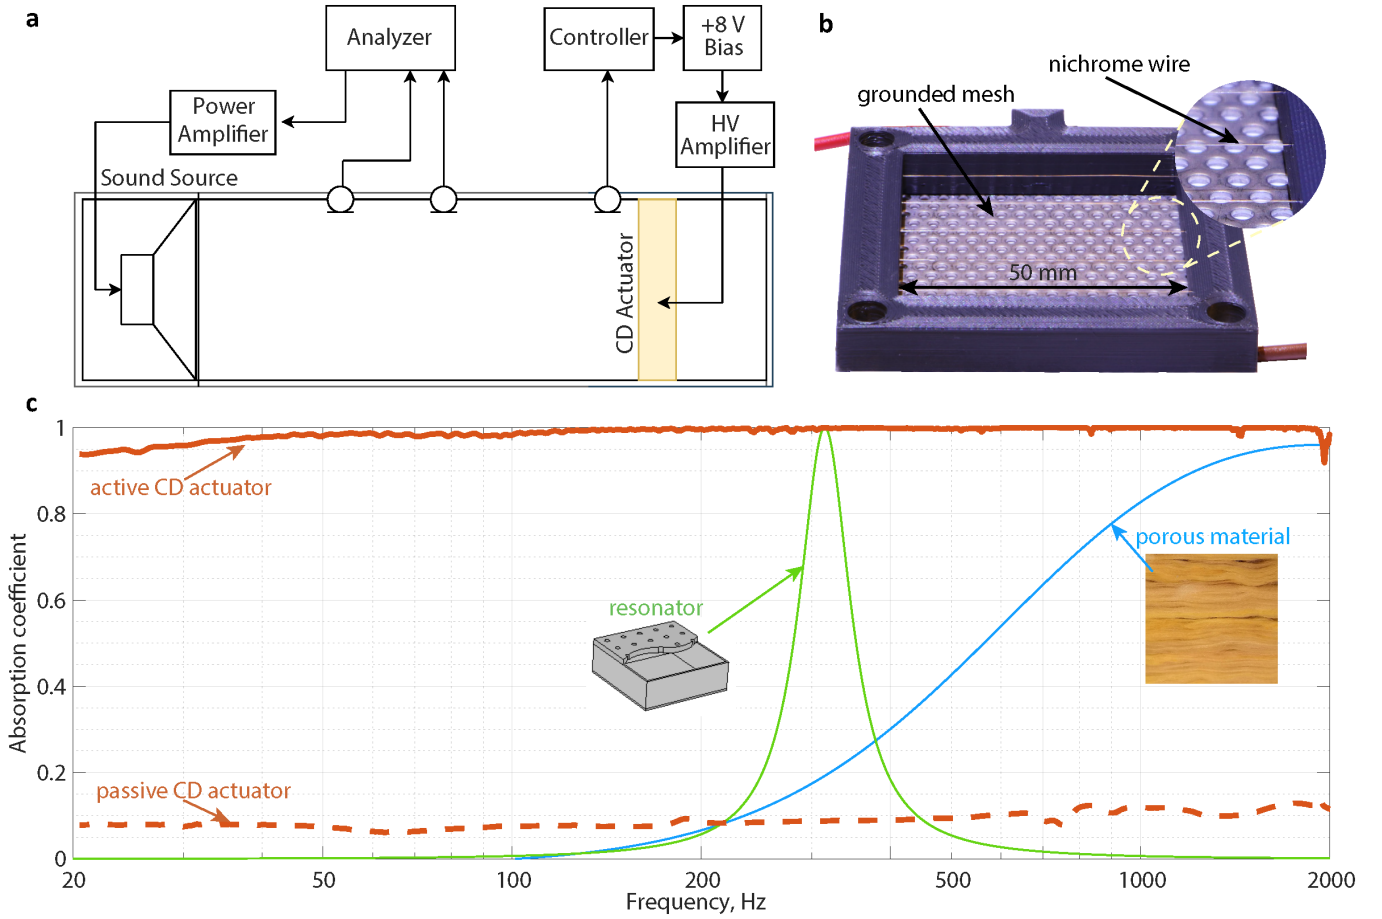 a
Analyzer
Controller
+8 V
Bias
Power
Amplifier
HV
Amplifier
Sound Source
CD Actuator
b
nichrome wire
grounded mesh
50 mm
c
1
0.8
0.6
0.4
0.2
0
Absorption coefficient
active CD actuator
porous material
resonator
passive CD actuator
20
50
100
200
500
1000
2000
Frequency, Hz